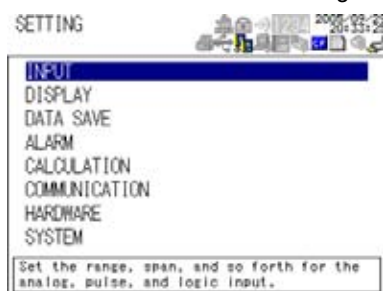 SETTING
INPUT
DISPLAY
DATA SAVE
ALARM
CALCULATION
COMMUNICATION
HARDWARE
SYSTEM
Set the range, span, and so forth for the
analog, pulse, and logic input.